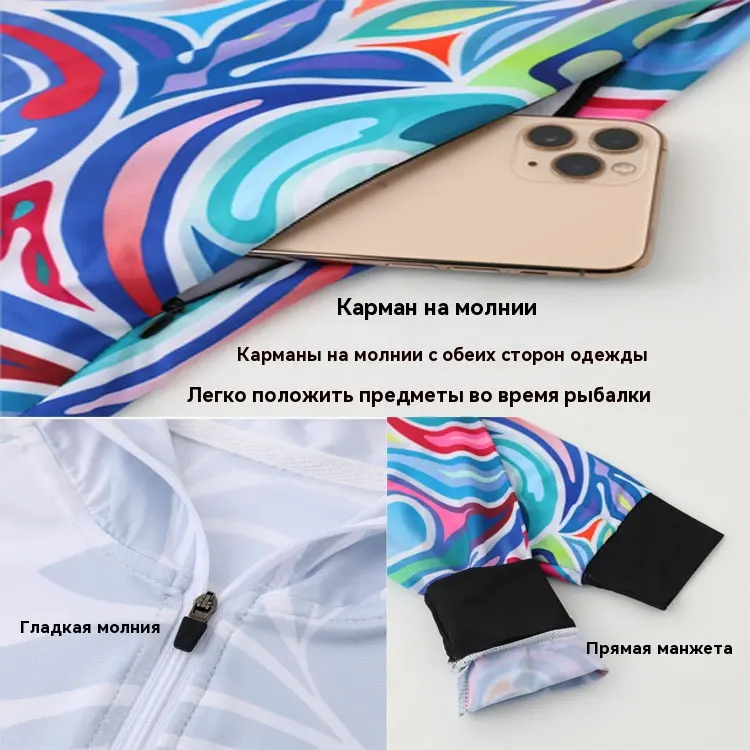 Карман на молнии
Карманы на молнии с обеих сторон одежды
Легко положить предметы во время рыбалки
Гладкая молния
Прямая манжета